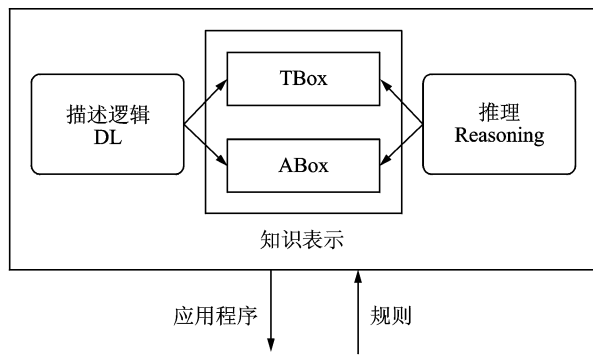 TBox
描述逻辑
DL
推理
Reasoning
ABox
知识表示
应用程序
规则